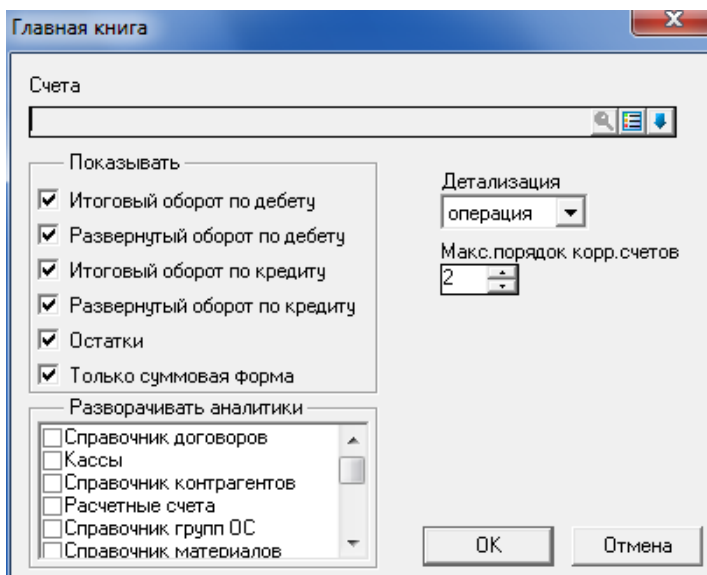 Главная книга
Счета
Показывать
Итоговый оборот по дебету
Развернутый оборот по дебету
Итоговый оборот по кредиту
Развернутый оборот по кредиту
Остатки
Только суммовая форма
Детализация
операция
Макс.порядок корр.счетов
2
Разворачивать аналитики
Справочник договоров
Кассы
Справочник контрагентов
Расчетные счета
Справочник групп ОС
Справочник материалов
OK
Отмена